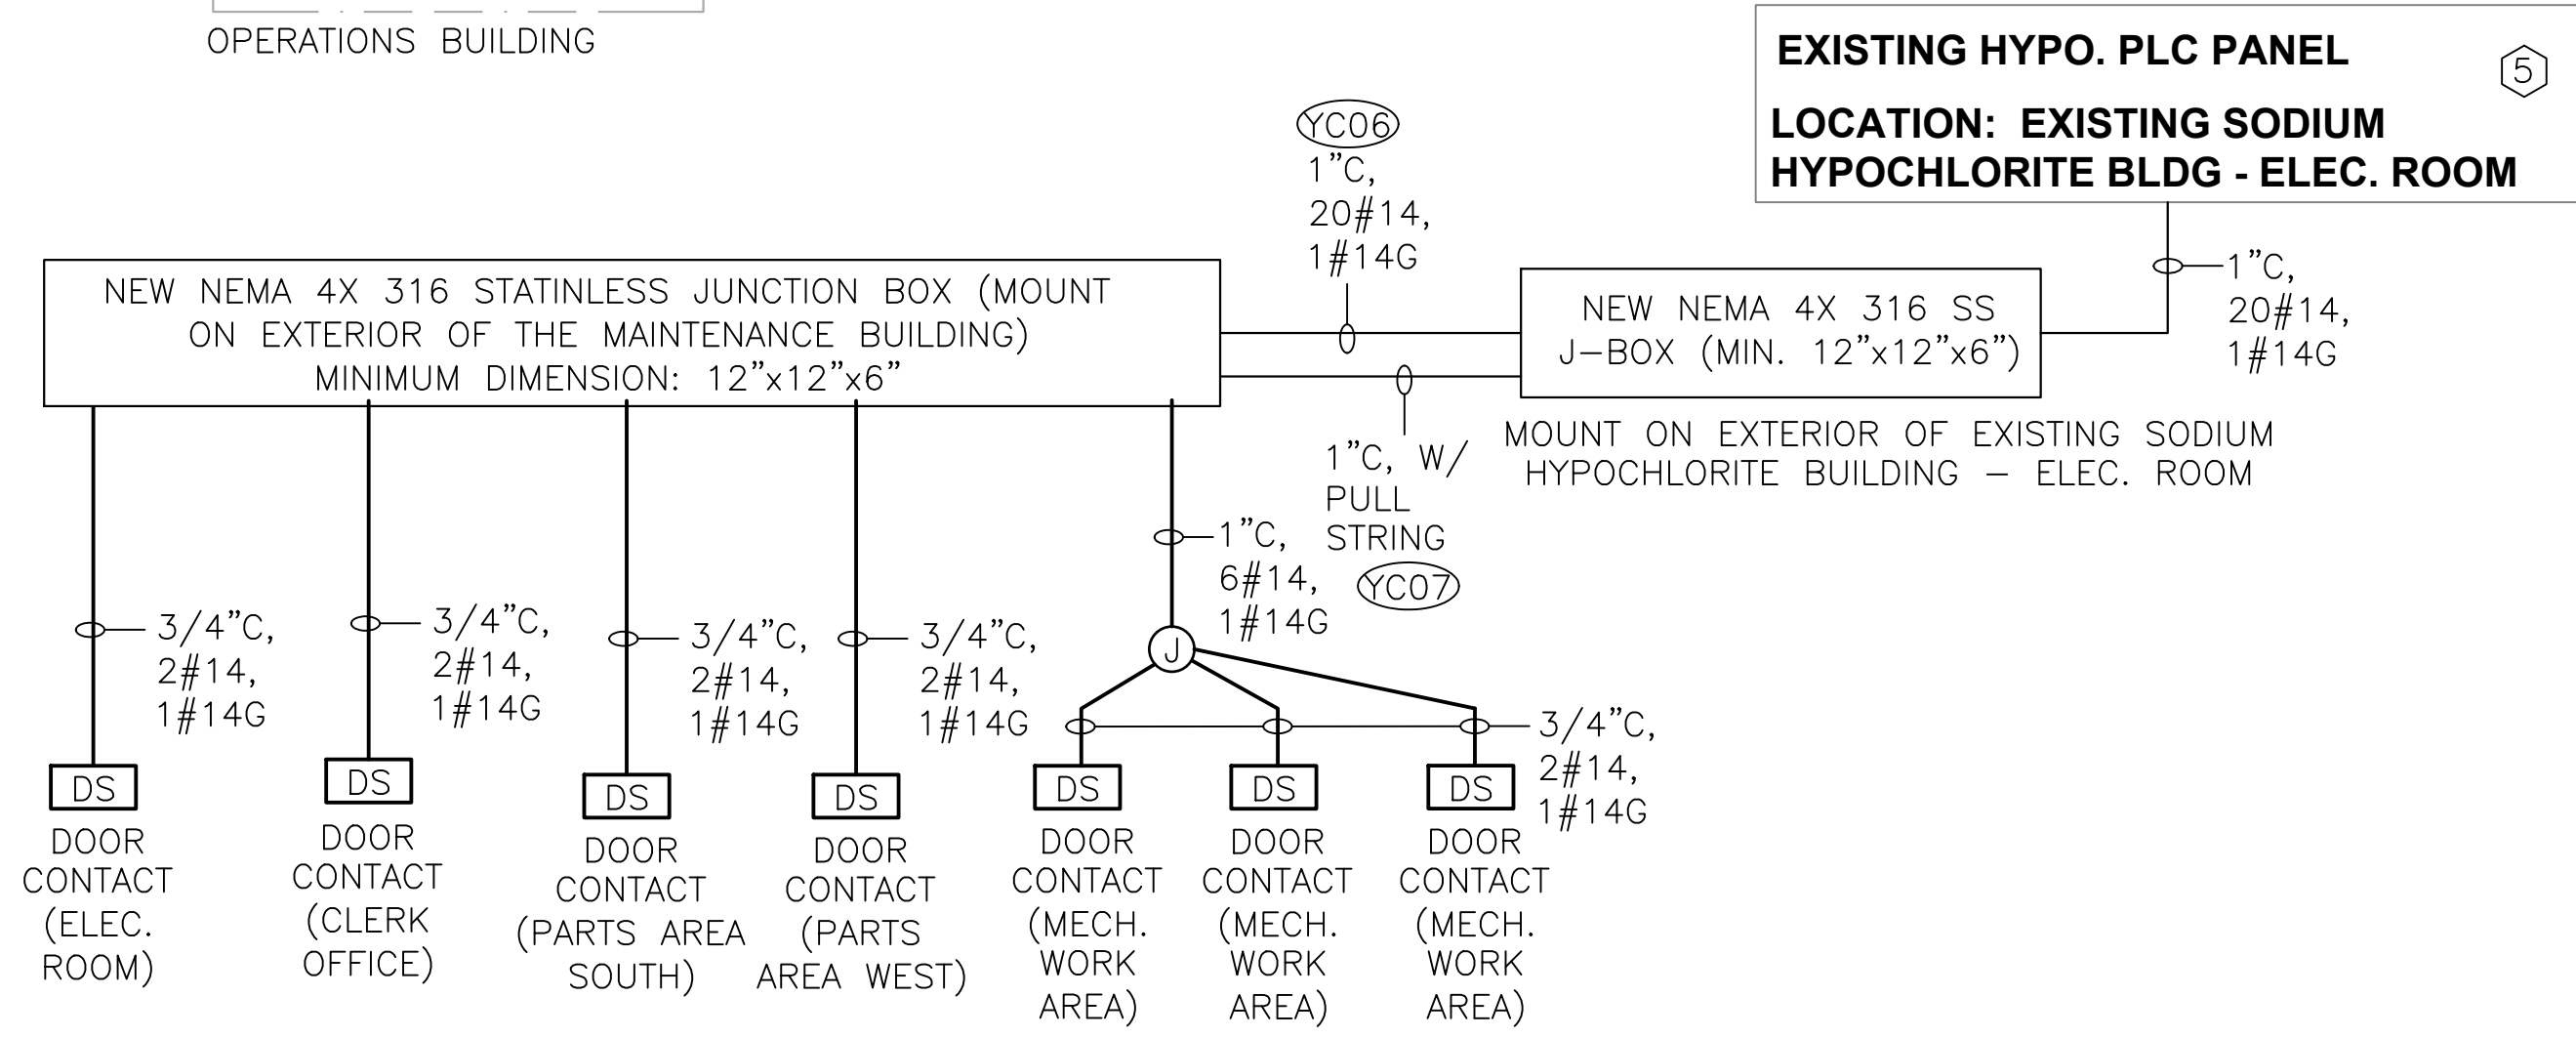 OPERATIONS BUILDING
EXISTING HYPO. PLC PANEL
5
LOCATION: EXISTING SODIUM
HYPOCHLORITE BLDG - ELEC. ROOM
YC06
1"C,
20#14,
1#14G
1"C,
20#14,
1#14G
NEW NEMA 4X 316 STATINLESS JUNCTION BOX (MOUNT
ON EXTERIOR OF THE MAINTENANCE BUILDING)
MINIMUM DIMENSION: 12"x12"x6"
NEW NEMA 4X 316 SS
J-BOX (MIN. 12"x12"x6")
MOUNT ON EXTERIOR OF EXISTING SODIUM
HYPOCHLORITE BUILDING - ELEC. ROOM
1"C, W/
PULL
STRING
YC07
1"C,
6#14,
1#14G
3/4"C,
2#14,
1#14G
3/4"C,
2#14,
1#14G
3/4"C,
2#14,
1#14G
3/4"C,
2#14,
1#14G
J
3/4"C,
2#14,
1#14G
DS
DOOR
CONTACT
(ELEC.
ROOM)
DS
DOOR
CONTACT
(CLERK
OFFICE)
DS
DOOR
CONTACT
(PARTS AREA
SOUTH)
DS
DOOR
CONTACT
(PARTS
AREA WEST)
DS
DOOR
CONTACT
(MECH.
WORK
AREA)
DS
DOOR
CONTACT
(MECH.
WORK
AREA)
DS
DOOR
CONTACT
(MECH.
WORK
AREA)